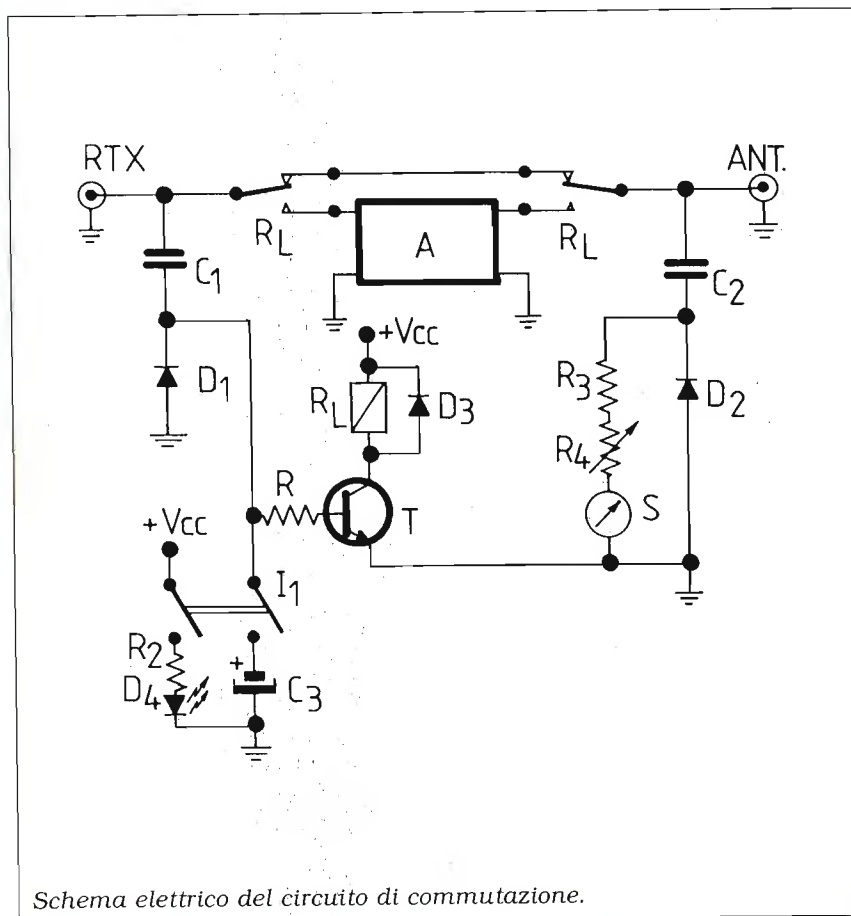 RTX
ANT.
RL
A
RL
C1
C2
+Vcc
D1
RL
D3
R3
D2
R4
R
T
S
+Vcc
I1
R2
+
D4
C3
Schema elettrico del circuito di commutazione.